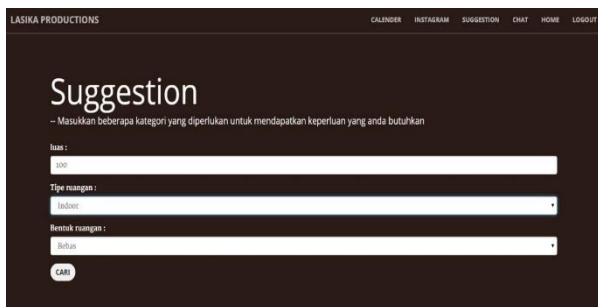 LASIKA PRODUCTIONS
CALENDER INSTAGRAM SUGGESTION CHAT HOME LOGOUT
Suggestion
-- Masukkan beberapa kategori yang diperlukan untuk mendapatkan keperluan yang anda butuhkan
luas :
100
Tipe ruangan :
Indoor
Bentuk ruangan :
Bebas
CARI